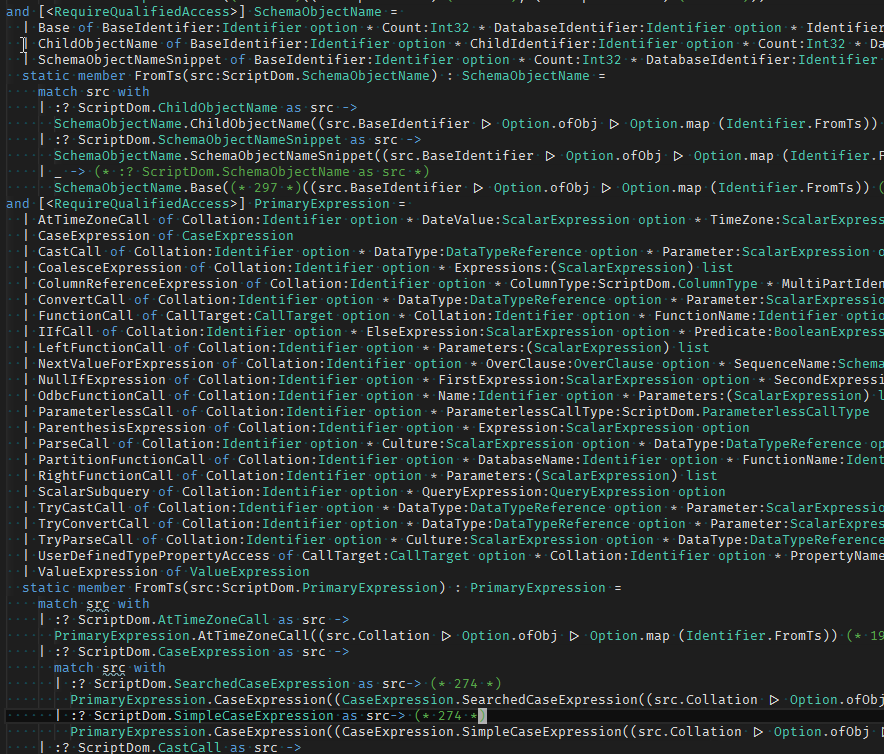 and [<RequireQualifiedAccess>] SchemaObjectName =
| Base of BaseIdentifier:Identifier option * Count:Int32 * DatabaseIdentifier:Identifier option * Identifier
| ChildObjectName of BaseIdentifier:Identifier option * ChildIdentifier:Identifier option * Count:Int32 * Da
| SchemaObjectNameSnippet of BaseIdentifier:Identifier option * Count:Int32 * DatabaseIdentifier:Identifier
static member FromTs(src:ScriptDom.SchemaObjectName) : SchemaObjectName =
match src with
| :? ScriptDom.ChildObjectName as src ->
SchemaObjectName.ChildObjectName((src.BaseIdentifier |> Option.ofObj |> Option.map (Identifier.FromTs))
| :? ScriptDom.SchemaObjectNameSnippet as src ->
SchemaObjectName.SchemaObjectNameSnippet((src.BaseIdentifier |> Option.ofObj |> Option.map (Identifier.F
| _ -> (* :? ScriptDom.SchemaObjectName as src *)
SchemaObjectName.Base((* 297 *)((src.BaseIdentifier |> Option.ofObj |> Option.map (Identifier.FromTs)) (
and [<RequireQualifiedAccess>] PrimaryExpression =
| AtTimeZoneCall of Collation:Identifier option * DateValue:ScalarExpression option * TimeZone:ScalarExpress
| CaseExpression of CaseExpression
| CastCall of Collation:Identifier option * DataType:DataTypeReference option * Parameter:ScalarExpression o
| CoalesceExpression of Collation:Identifier option * Expressions:(ScalarExpression) list
| ColumnReferenceExpression of Collation:Identifier option * ColumnType:ScriptDom.ColumnType * MultiPartIden
| ConvertCall of Collation:Identifier option * DataType:DataTypeReference option * Parameter:ScalarExpressio
| FunctionCall of CallTarget:CallTarget option * Collation:Identifier option * FunctionName:Identifier optio
| IIfCall of Collation:Identifier option * ElseExpression:ScalarExpression option * Predicate:BooleanExpress
| LeftFunctionCall of Collation:Identifier option * Parameters:(ScalarExpression) list
| NextValueForExpression of Collation:Identifier option * OverClause:OverClause option * SequenceName:Schema
| NullIfExpression of Collation:Identifier option * FirstExpression:ScalarExpression option * SecondExpressi
| OdbcFunctionCall of Collation:Identifier option * Name:Identifier option * Parameters:(ScalarExpression) l
| ParameterlessCall of Collation:Identifier option * ParameterlessCallType:ScriptDom.ParameterlessCallType
| ParenthesisExpression of Collation:Identifier option * Expression:ScalarExpression option
| ParseCall of Collation:Identifier option * Culture:ScalarExpression option * DataType:DataTypeReference op
| PartitionFunctionCall of Collation:Identifier option * DatabaseName:Identifier option * FunctionName:Ident
| RightFunctionCall of Collation:Identifier option * Parameters:(ScalarExpression) list
| ScalarSubquery of Collation:Identifier option * QueryExpression:QueryExpression option
| TryCastCall of Collation:Identifier option * DataType:DataTypeReference option * Parameter:ScalarExpressio
| TryConvertCall of Collation:Identifier option * DataType:DataTypeReference option * Parameter:ScalarExpres
| TryParseCall of Collation:Identifier option * Culture:ScalarExpression option * DataType:DataTypeReference
| UserDefinedTypePropertyAccess of CallTarget:CallTarget option * Collation:Identifier option * PropertyName
| ValueExpression of ValueExpression
static member FromTs(src:ScriptDom.PrimaryExpression) : PrimaryExpression =
match src with
| :? ScriptDom.AtTimeZoneCall as src ->
PrimaryExpression.AtTimeZoneCall((src.Collation |> Option.ofObj |> Option.map (Identifier.FromTs)) (* 19
| :? ScriptDom.CaseExpression as src ->
match src with
| :? ScriptDom.SearchedCaseExpression as src-> (* 274 *)
PrimaryExpression.CaseExpression((CaseExpression.SearchedCaseExpression((src.Collation |> Option.ofObj
| :? ScriptDom.SimpleCaseExpression as src-> (* 274 *)
PrimaryExpression.CaseExpression((CaseExpression.SimpleCaseExpression((src.Collation |> Option.ofObj |>
| :? ScriptDom.CastCall as src ->